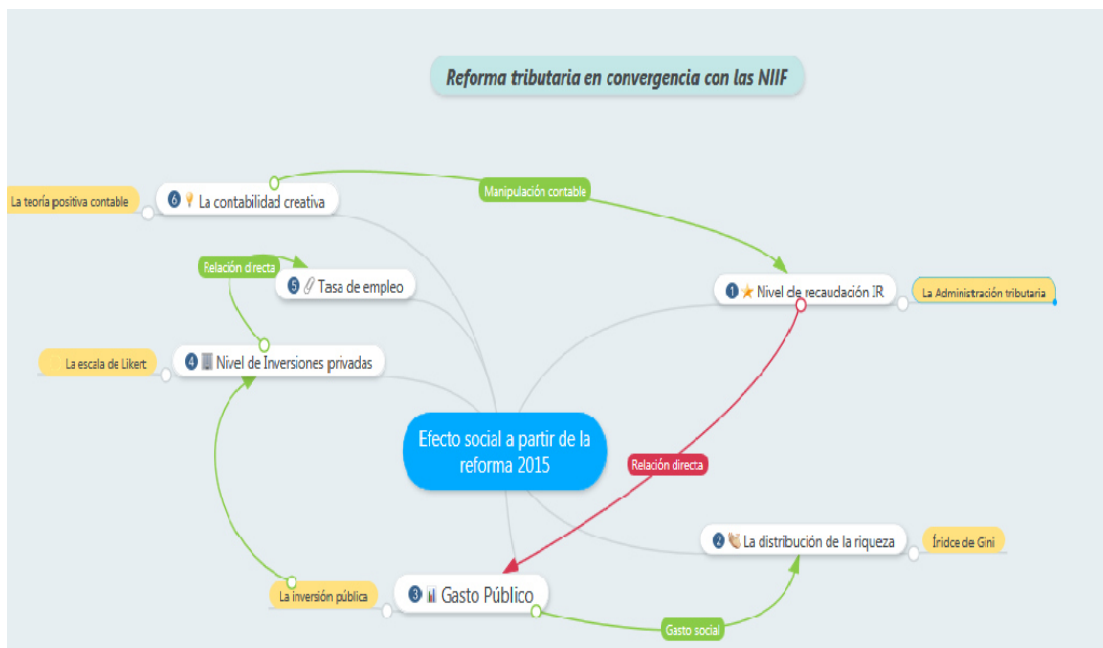 Reforma tributaria en convergencia con las NIIF
La teoría positiva contable
6 La contabilidad creativa
Manipulación contable
Relación directa
5 Tasa de empleo
1 Nivel de recaudación IR
La Administración tributaria
La escala de Likert
4 Nivel de Inversiones privadas
Efecto social a partir de la
reforma 2015
Relación directa
2 La distribución de la riqueza
Íridce de Gini
La inversión pública
3 Gasto Público
Gasto social